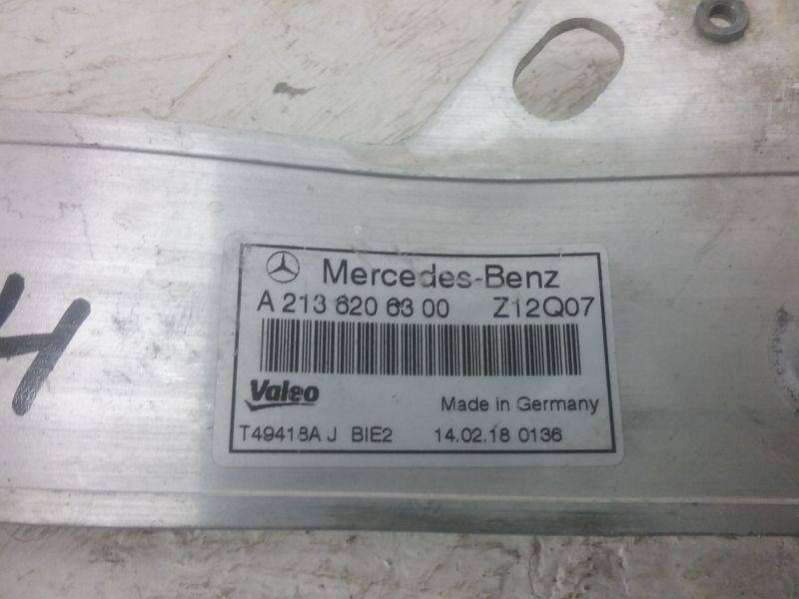 Mercedes-Benz
A 213 620 63 00 Z12Q07
Valeo
Made in Germany
T49418A J BIE2 14.02.18 0136
H